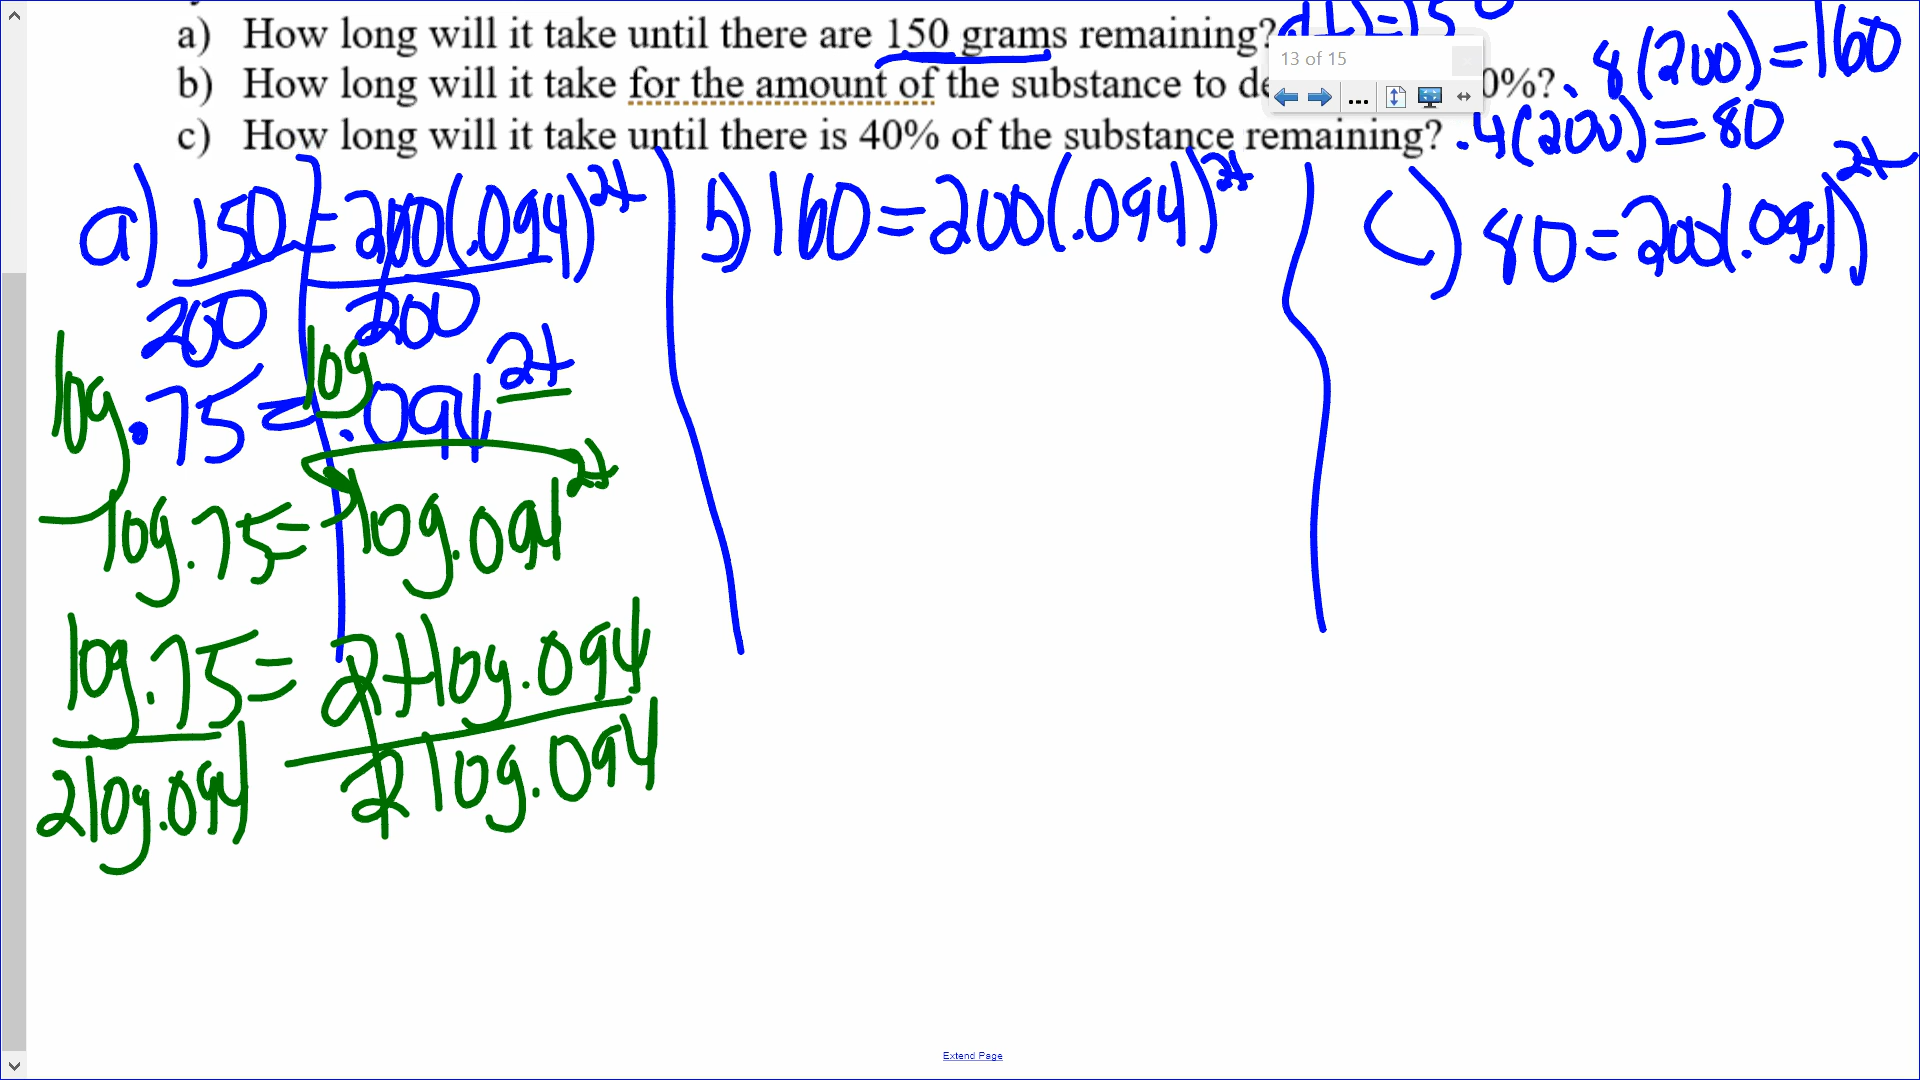 a) How long will it take until there are 150 grams remaining?
13 of 15
.8(200)=160
b) How long will it take for the amount of the substance to de 0%?
c) How long will it take until there is 40% of the substance remaining? .4(200)=80
a) 150=200(.094)^2t
200 200
b) 160=200(.094)^2t
c) 80=200(.094)^2t
log .75=log .094^2t
log .75=log .094^2t
log .75=2t log .094
2 log .094 2 log .094
Extend Page